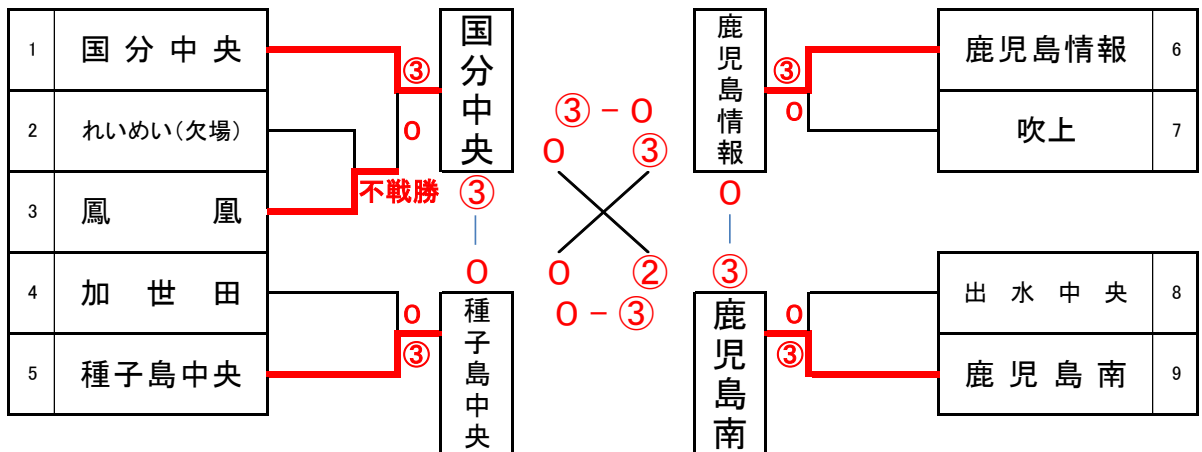 1 国分中央
2 れいめい(欠場)
3 鳳凰
4 加世田
5 種子島中央
③
0
不戦勝
0
③
国分中央
③
0
種子島中央
③-0
0 ③
0 ②
0-③
鹿児島情報
0
③
鹿児島南
③
0
0
③
鹿児島情報 6
吹上 7
出水中央 8
鹿児島南 9